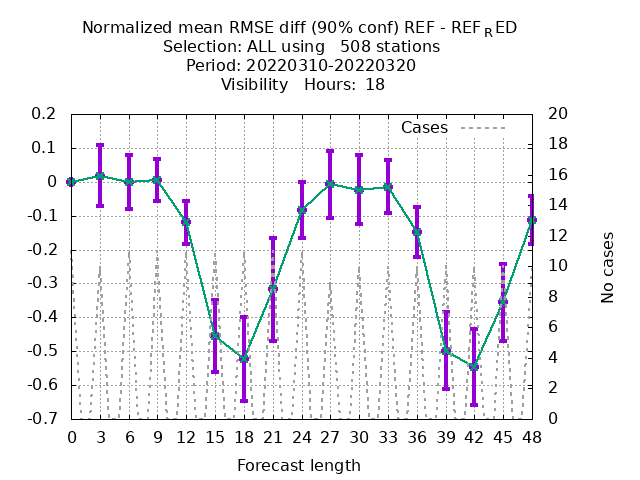 Normalized mean RMSE diff (90% conf) REF - REF_RED
Selection: ALL using   508 stations
Period: 20220310-20220320
Visibility   Hours:  18
Cases
0.2
0.1
0
-0.1
-0.2
-0.3
-0.4
-0.5
-0.6
-0.7
20
18
16
14
12
10
8
6
4
2
0
No cases
0 3 6 9 12 15 18 21 24 27 30 33 36 39 42 45 48
Forecast length